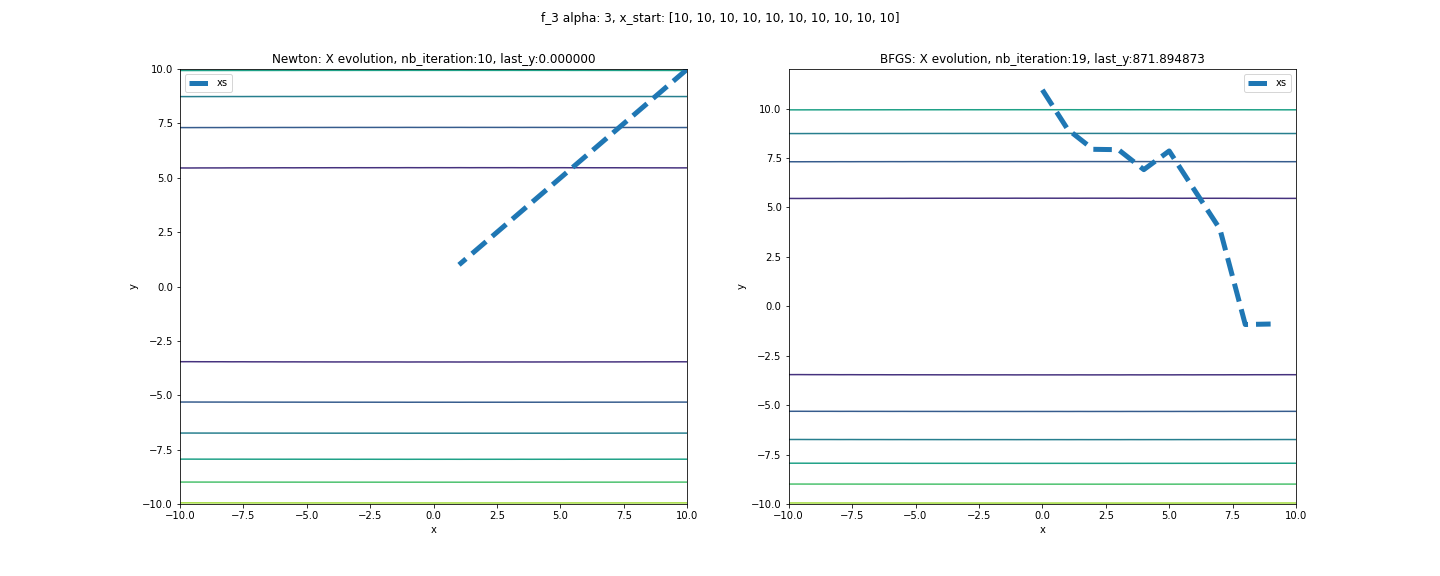 f_3 alpha: 3, x_start: [10, 10, 10, 10, 10, 10, 10, 10, 10, 10]
Newton: X evolution, nb_iteration:10, last_y:0.000000
xs
10.0
7.5
5.0
2.5
0.0
−2.5
−5.0
−7.5
−10.0
y
−10.0 −7.5 −5.0 −2.5 0.0 2.5 5.0 7.5 10.0
x
BFGS: X evolution, nb_iteration:19, last_y:871.894873
xs
10.0
7.5
5.0
2.5
0.0
−2.5
−5.0
−7.5
−10.0
y
−10.0 −7.5 −5.0 −2.5 0.0 2.5 5.0 7.5 10.0
x